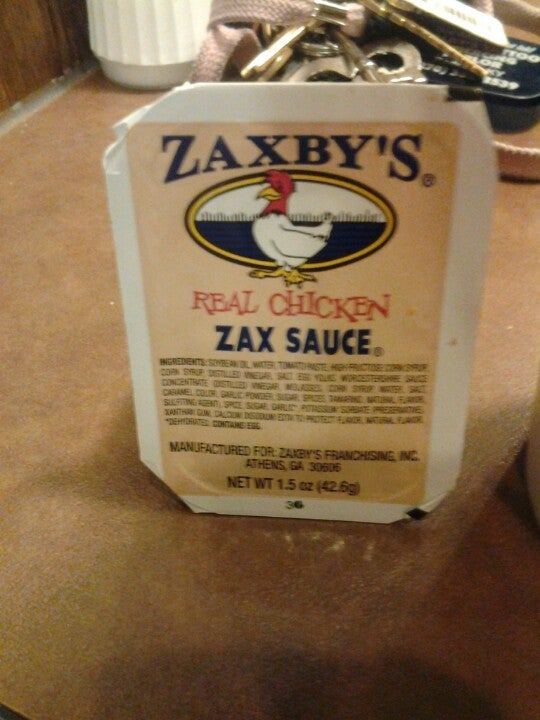 ZAXBY'S®
REAL CHICKEN
ZAX SAUCE®
INGREDIENTS: SOYBEAN OIL, WATER, TOMATO PASTE, HIGH FRUCTOSE CORN SYRUP,
CORN SYRUP, DISTILLED VINEGAR, SALT, EGG YOLKS, WORCESTERSHIRE SAUCE
CONCENTRATE (DISTILLED VINEGAR, MOLASSES, CORN SYRUP, WATER, SALT,
CARAMEL COLOR, GARLIC POWDER, SUGAR, SPICES, TAMARIND, NATURAL FLAVOR,
SULFITING AGENT), SPICE, SUGAR, GARLIC*, POTASSIUM SORBATE (PRESERVATIVE),
XANTHAN GUM, CALCIUM DISODIUM EDTA TO PROTECT FLAVOR, NATURAL FLAVOR.
*DEHYDRATED. CONTAINS EGG.
MANUFACTURED FOR: ZAXBY'S FRANCHISING, INC.
ATHENS, GA 30606
NET WT 1.5 oz (42.6g)
36